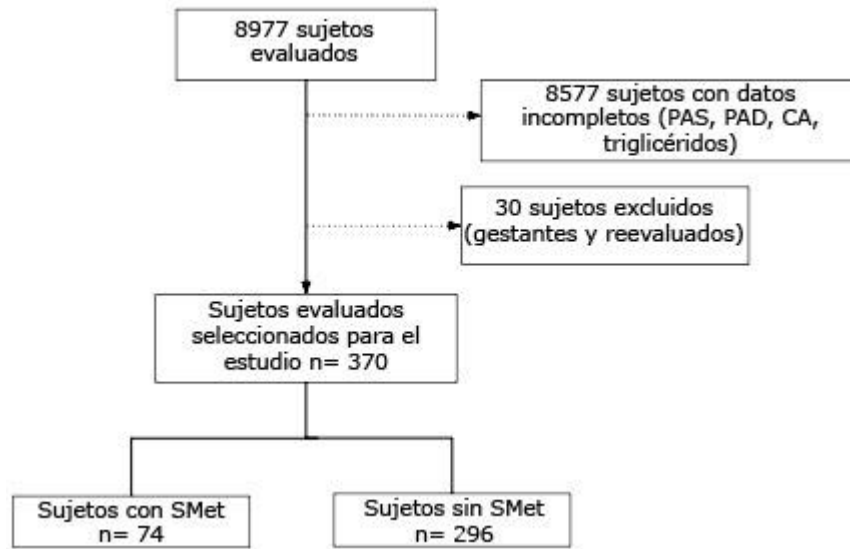 8977 sujetos
evaluados
8577 sujetos con datos
incompletos (PAS, PAD, CA,
triglicéridos)
30 sujetos excluidos
(gestantes y reevaluados)
Sujetos evaluados
seleccionados para el
estudio n= 370
Sujetos con SMet
n= 74
Sujetos sin SMet
n= 296